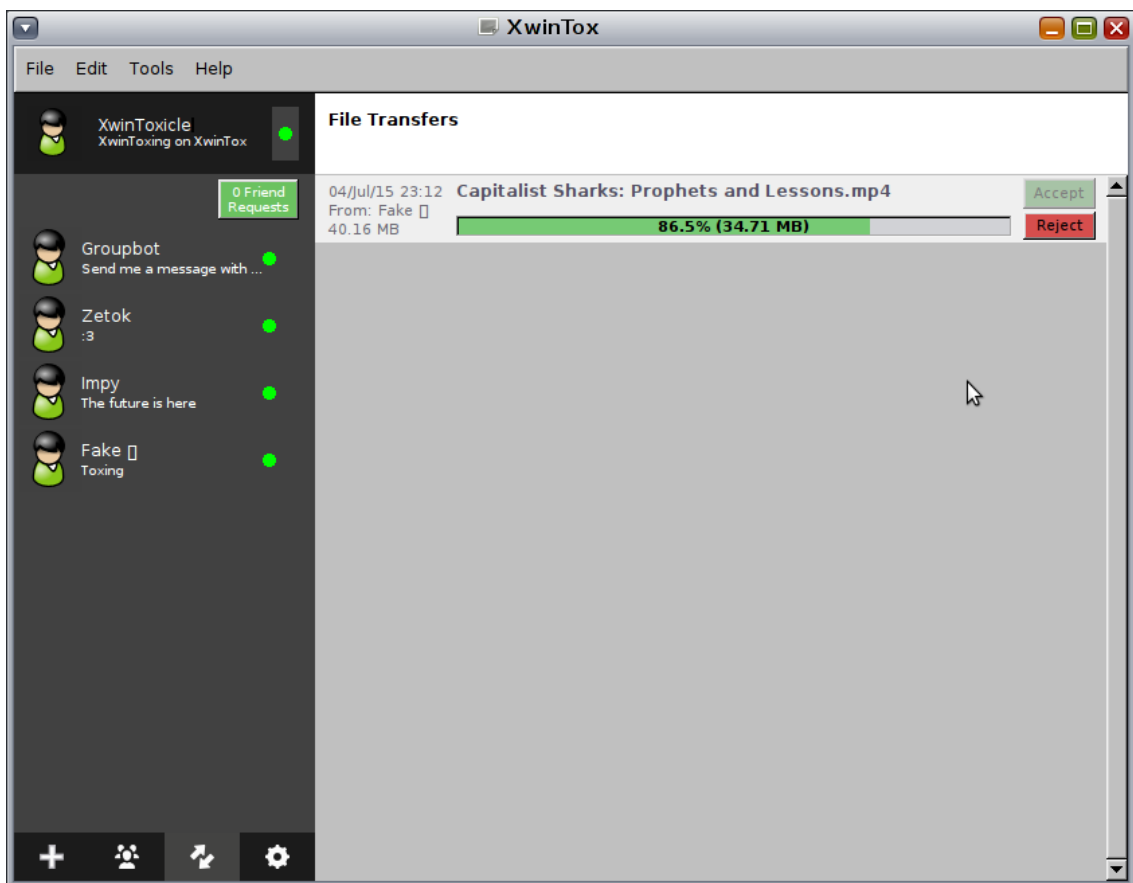 XwinTox
File Edit Tools Help
XwinToxicle
XwinToxing on XwinTox
0 Friend
Requests
Groupbot
Send me a message with ...
Zetok
:3
Impy
The future is here
Fake ▯
Toxing
File Transfers
04/Jul/15 23:12 Capitalist Sharks: Prophets and Lessons.mp4
From: Fake ▯
40.16 MB
86.5% (34.71 MB)
Accept
Reject